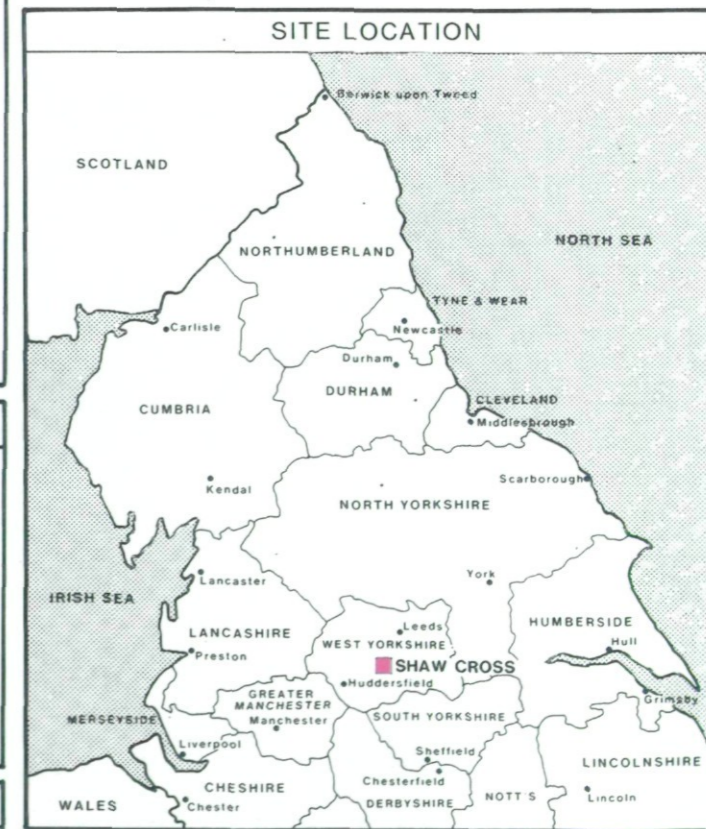 SITE LOCATION
Berwick upon Tweed
SCOTLAND
NORTH SEA
NORTHUMBERLAND
TYNE & WEAR
Carlisle
Newcastle
Durham
DURHAM
CLEVELAND
CUMBRIA
Middlesbrough
Kendal
Scarborough
NORTH YORKSHIRE
Lancaster
York
IRISH SEA
HUMBERSIDE
LANCASHIRE
Leeds
WEST YORKSHIRE
Hull
Preston
SHAW CROSS
Huddersfield
GREATER
MANCHESTER
Grimsby
MERSEYSIDE
Manchester
SOUTH YORKSHIRE
Liverpool
Sheffield
LINCOLNSHIRE
CHESHIRE
Chesterfield
NOTT'S
Lincoln
WALES
Chester
DERBYSHIRE